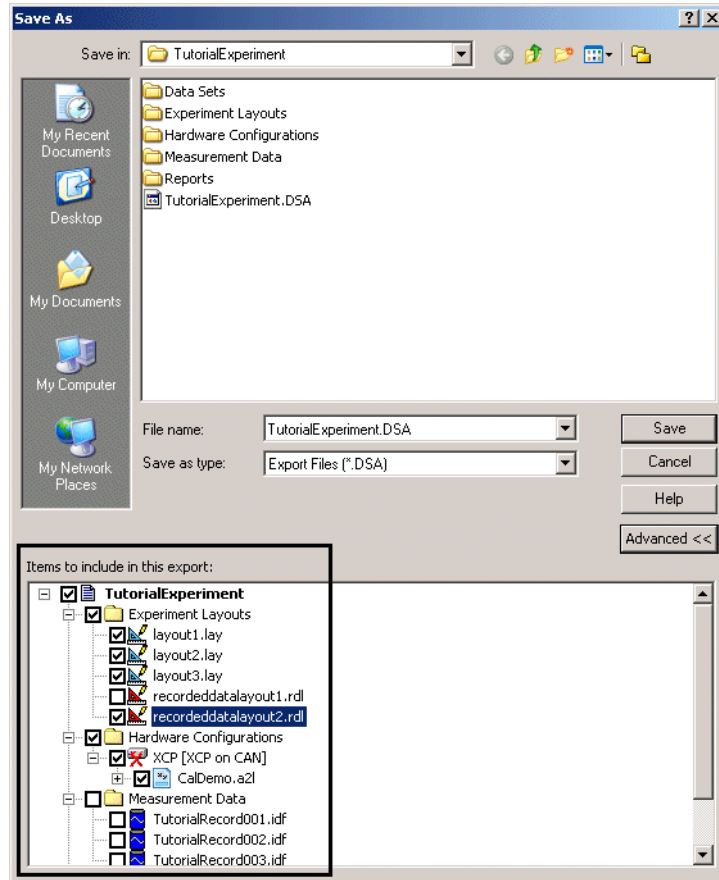 Save As
Save in:
TutorialExperiment
My Recent
Documents
Desktop
My Documents
My Computer
My Network
Places
Data Sets
Experiment Layouts
Hardware Configurations
Measurement Data
Reports
TutorialExperiment.DSA
File name:
TutorialExperiment.DSA
Save
Save as type:
Export Files (*.DSA)
Cancel
Help
Advanced <<
Items to include in this export:
TutorialExperiment
Experiment Layouts
layout1.lay
layout2.lay
layout3.lay
recordeddatalayout1.rdl
recordeddatalayout2.rdl
Hardware Configurations
XCP [XCP on CAN]
CalDemo.a2l
Measurement Data
TutorialRecord001.idf
TutorialRecord002.idf
TutorialRecord003.idf